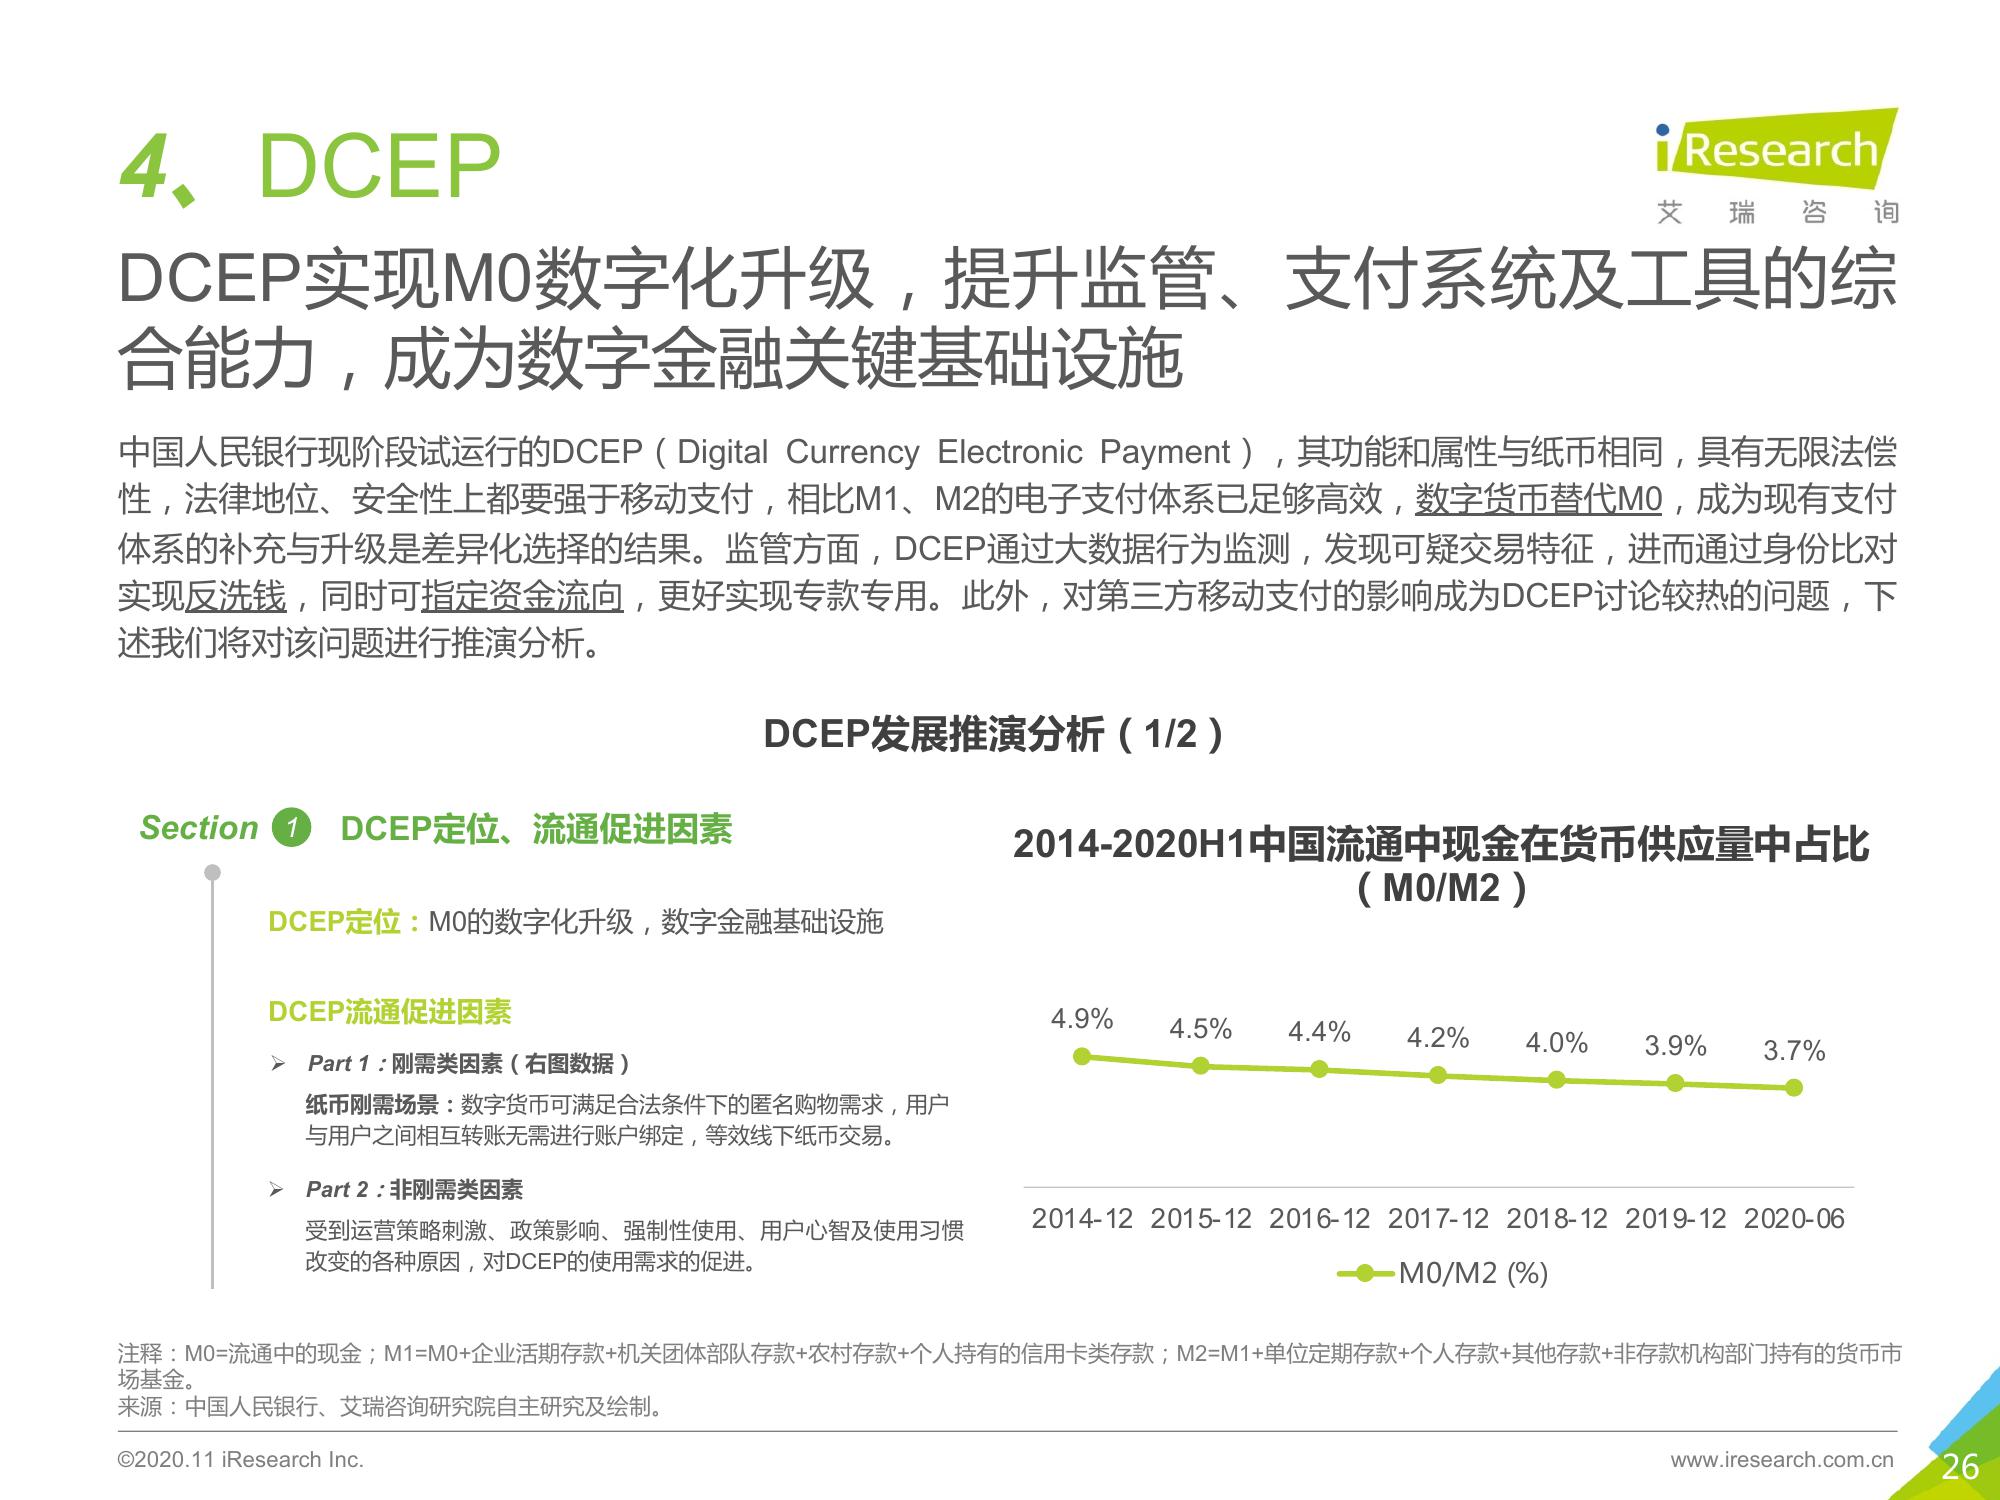 4、DCEP
iResearch
艾瑞咨询
DCEP实现M0数字化升级，提升监管、支付系统及工具的综
合能力，成为数字金融关键基础设施
中国人民银行现阶段试运行的DCEP（Digital Currency Electronic Payment），其功能和属性与纸币相同，具有无限法偿
性，法律地位、安全性上都要强于移动支付，相比M1、M2的电子支付体系已足够高效，数字货币替代M0，成为现有支付
体系的补充与升级是差异化选择的结果。监管方面，DCEP通过大数据行为监测，发现可疑交易特征，进而通过身份比对
实现反洗钱，同时可指定资金流向，更好实现专款专用。此外，对第三方移动支付的影响成为DCEP讨论较热的问题，下
述我们将对该问题进行推演分析。
DCEP发展推演分析（1/2）
Section 1 DCEP定位、流通促进因素
DCEP定位：M0的数字化升级，数字金融基础设施
DCEP流通促进因素
➢ Part 1：刚需类因素（右图数据）
纸币刚需场景：数字货币可满足合法条件下的匿名购物需求，用户
与用户之间相互转账无需进行账户绑定，等效线下纸币交易。
➢ Part 2：非刚需类因素
受到运营策略刺激、政策影响、强制性使用、用户心智及使用习惯
改变的各种原因，对DCEP的使用需求的促进。
2014-2020H1中国流通中现金在货币供应量中占比
（M0/M2）
4.9% 4.5% 4.4% 4.2% 4.0% 3.9% 3.7%
2014-12 2015-12 2016-12 2017-12 2018-12 2019-12 2020-06
M0/M2 (%)
注释：M0=流通中的现金；M1=M0+企业活期存款+机关团体部队存款+农村存款+个人持有的信用卡类存款；M2=M1+单位定期存款+个人存款+其他存款+非存款机构部门持有的货币市
场基金。
来源：中国人民银行、艾瑞咨询研究院自主研究及绘制。
©2020.11 iResearch Inc.
www.iresearch.com.cn
26